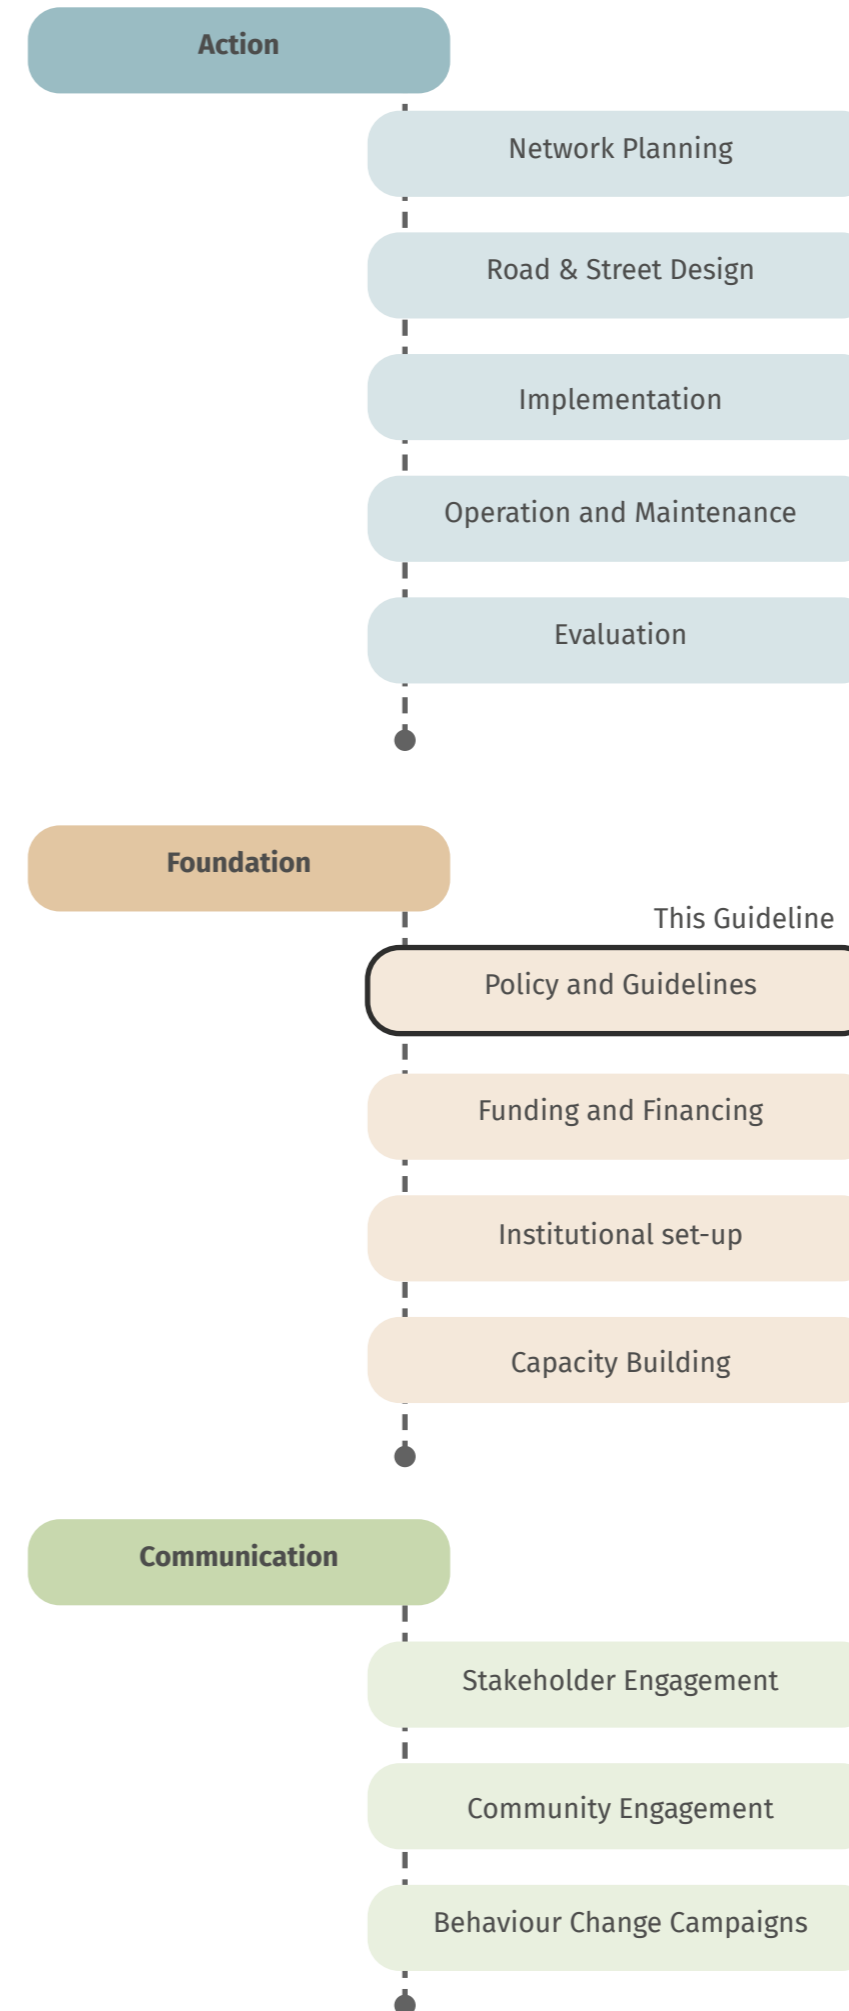 Action
Network Planning
Road & Street Design
Implementation
Operation and Maintenance
Evaluation
Foundation
This Guideline
Policy and Guidelines
Funding and Financing
Institutional set-up
Capacity Building
Communication
Stakeholder Engagement
Community Engagement
Behaviour Change Campaigns